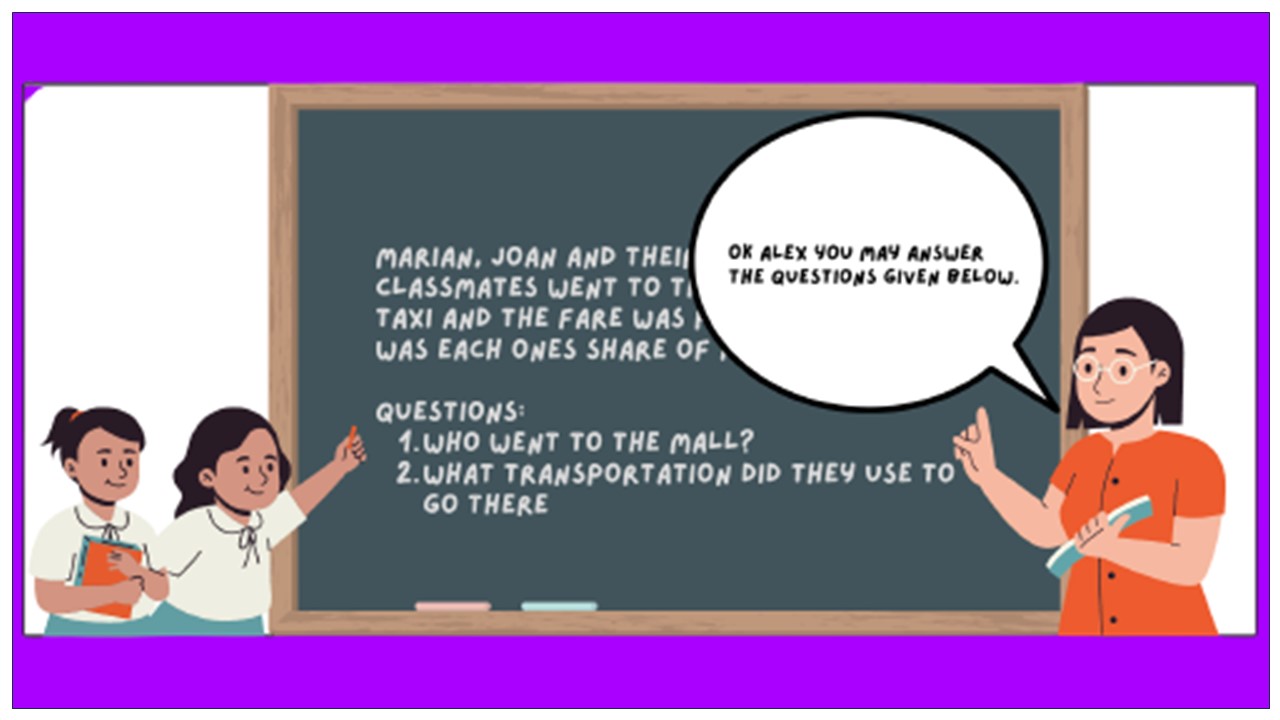 MARIAN, JOAN AND THEIR
CLASSMATES WENT TO
TAXI AND THE FARE WAS
WAS EACH ONES SHARE OF
QUESTIONS:
1.WHO WENT TO THE MALL?
2.WHAT TRANSPORTATION DID THEY USE TO
GO THERE
OK ALEX YOU MAY ANSWER
THE QUESTIONS GIVEN BELOW.